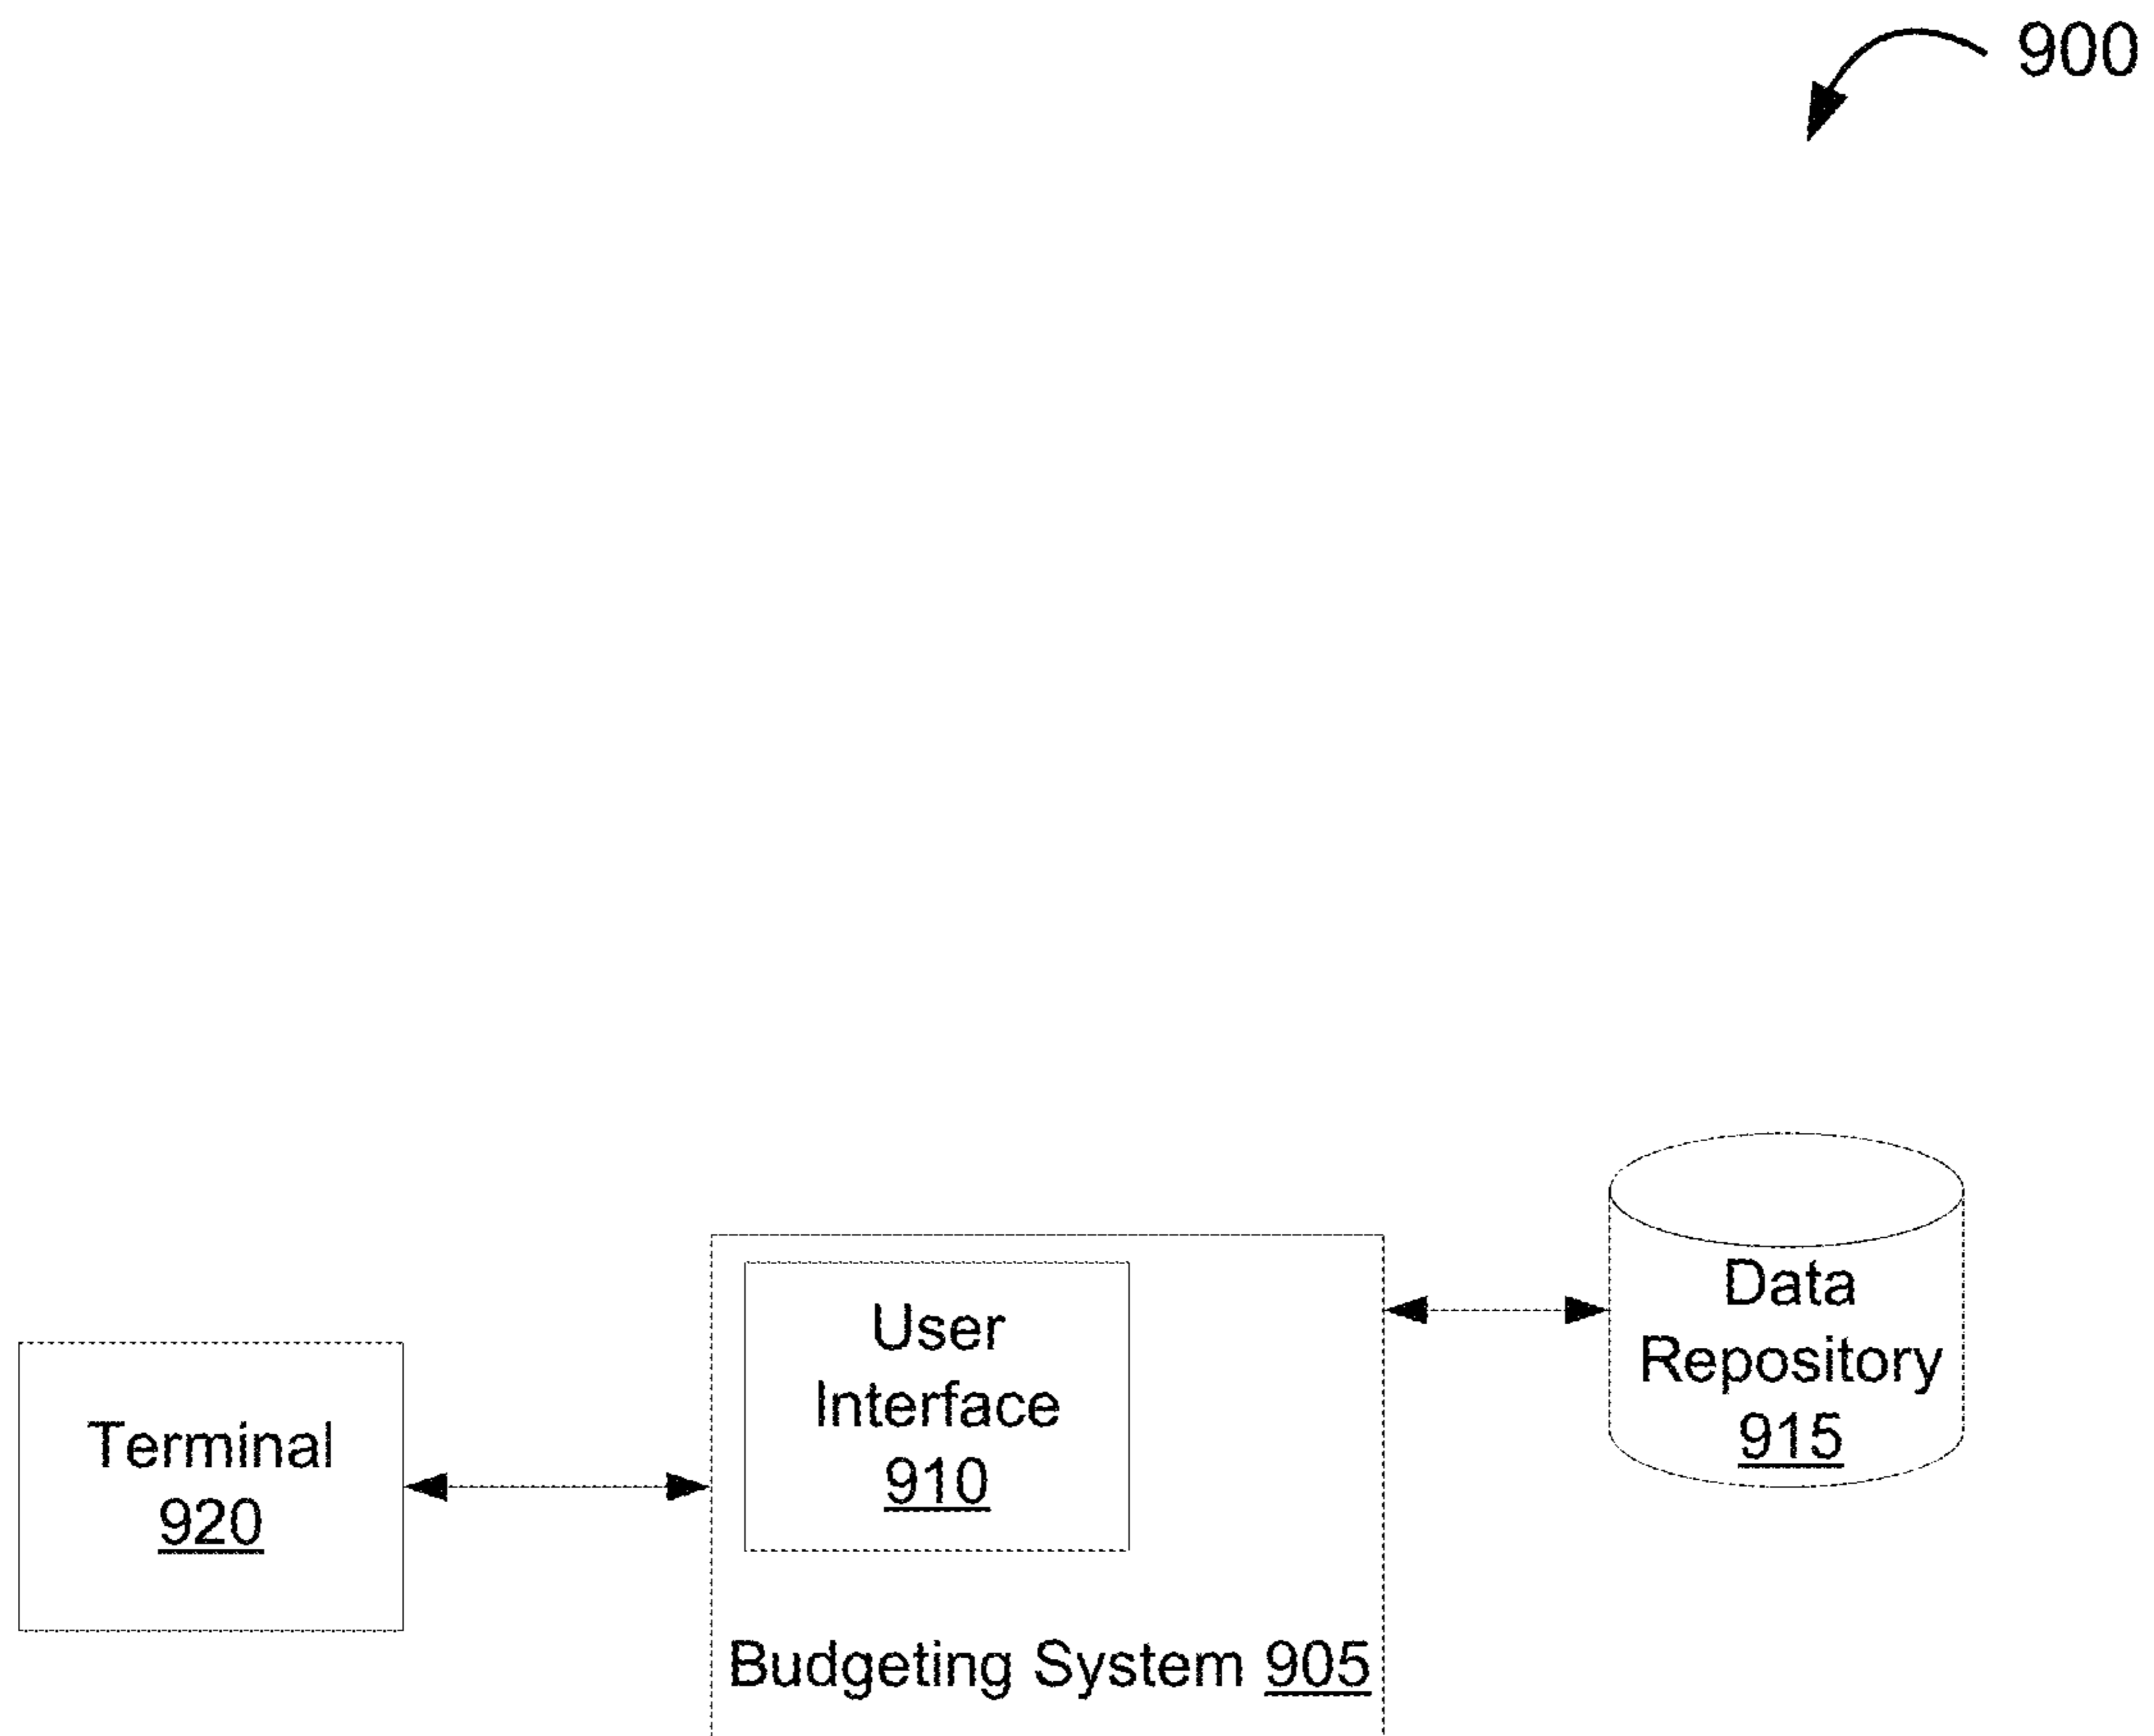 900
Terminal
920
User
Interface
910
Budgeting System 905
Data
Repository
915